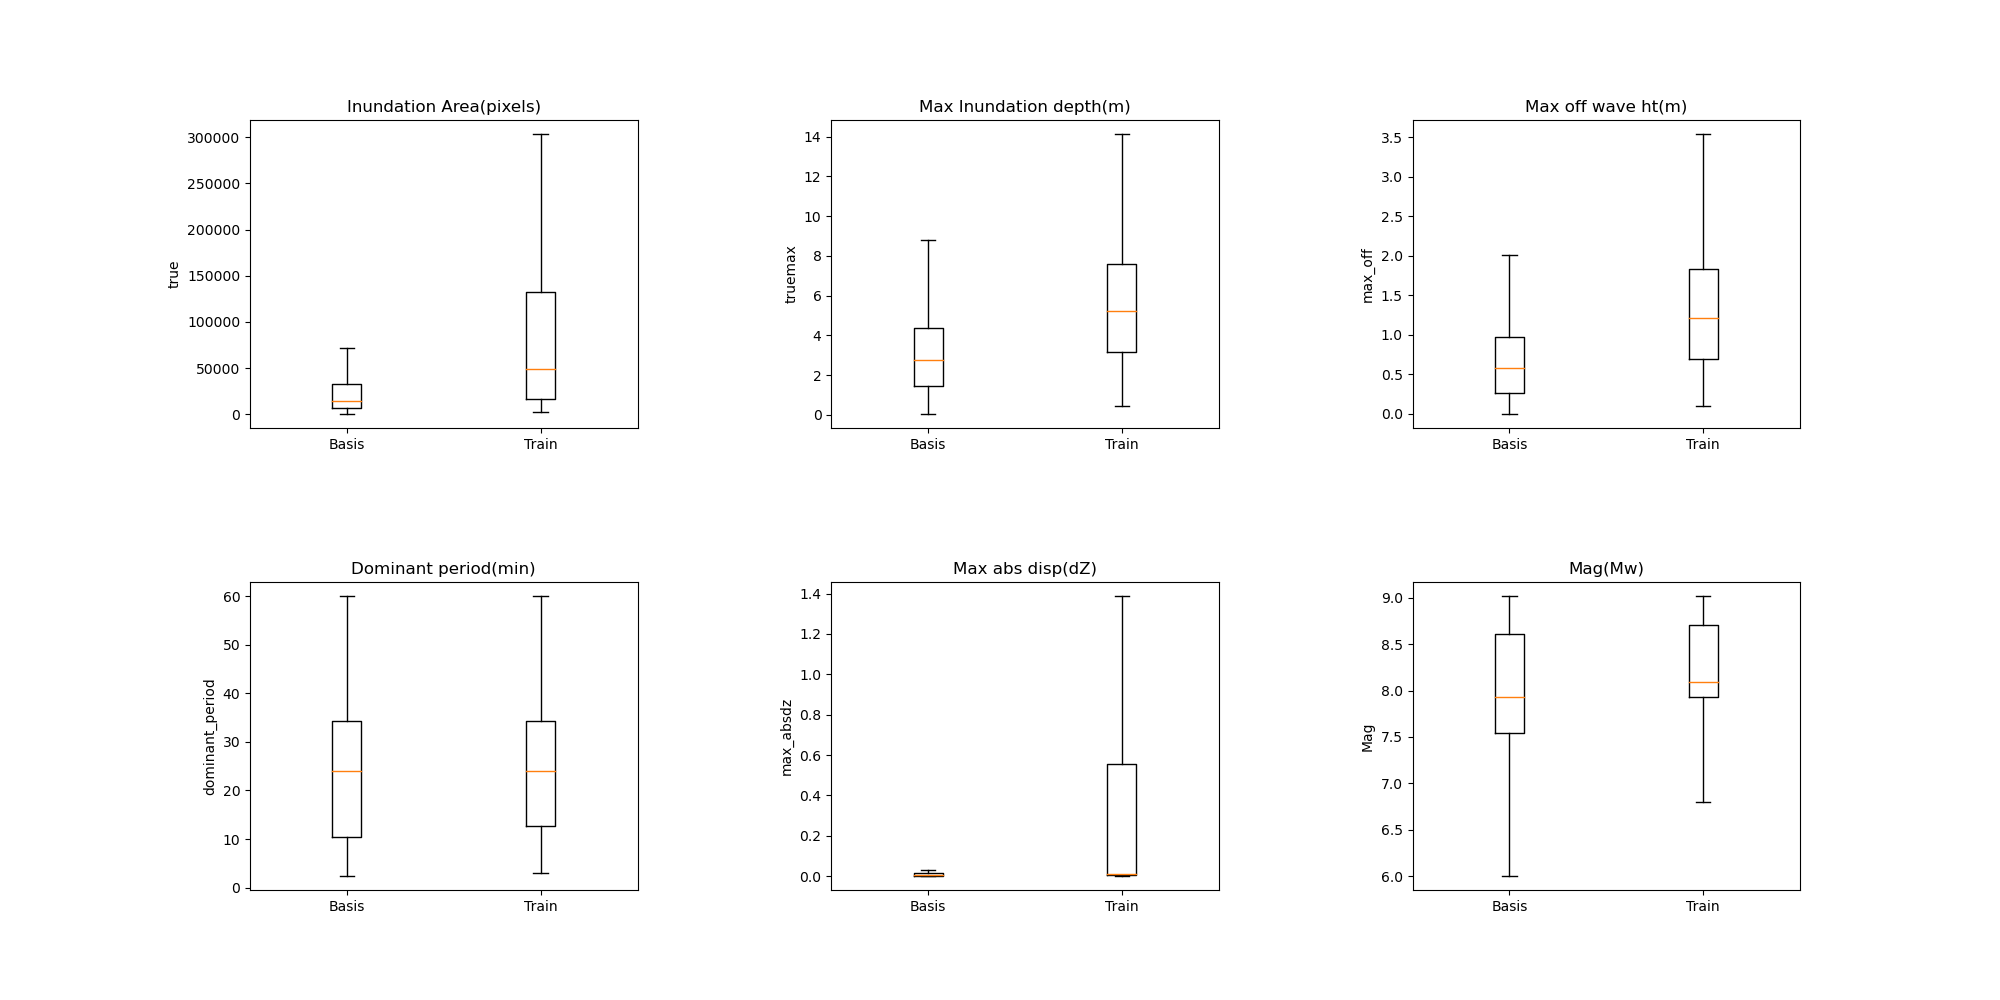 Inundation Area(pixels)
true
300000
250000
200000
150000
100000
50000
0
Basis Train
Max Inundation depth(m)
truemax
14
12
10
8
6
4
2
0
Basis Train
Max off wave ht(m)
max_off
3.5
3.0
2.5
2.0
1.5
1.0
0.5
0.0
Basis Train
Dominant period(min)
dominant_period
60
50
40
30
20
10
0
Basis Train
Max abs disp(dZ)
max_absdz
1.4
1.2
1.0
0.8
0.6
0.4
0.2
0.0
Basis Train
Mag(Mw)
Mag
9.0
8.5
8.0
7.5
7.0
6.5
6.0
Basis Train